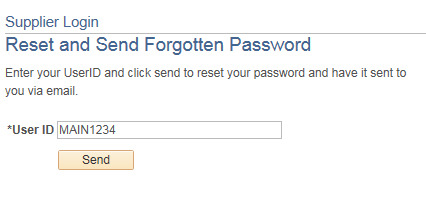 Supplier Login
Reset and Send Forgotten Password
Enter your UserID and click send to reset your password and have it sent to
you via email.
*User ID MAIN1234
Send